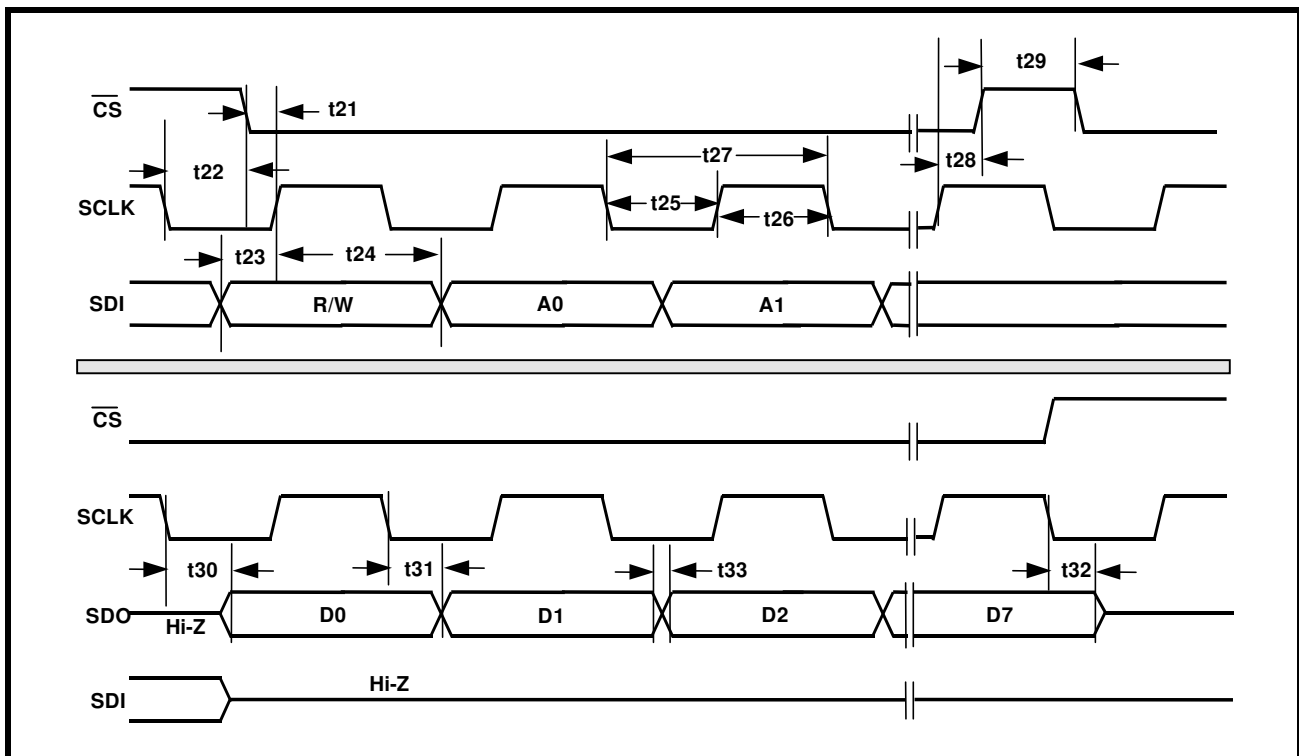 t29
t21
CS
t27
t28
t22
t25
t26
SCLK
t23
t24
SDI
R/W
A0
A1
CS
SCLK
t30
t31
t33
t32
SDO
Hi-Z
D0
D1
D2
D7
Hi-Z
SDI